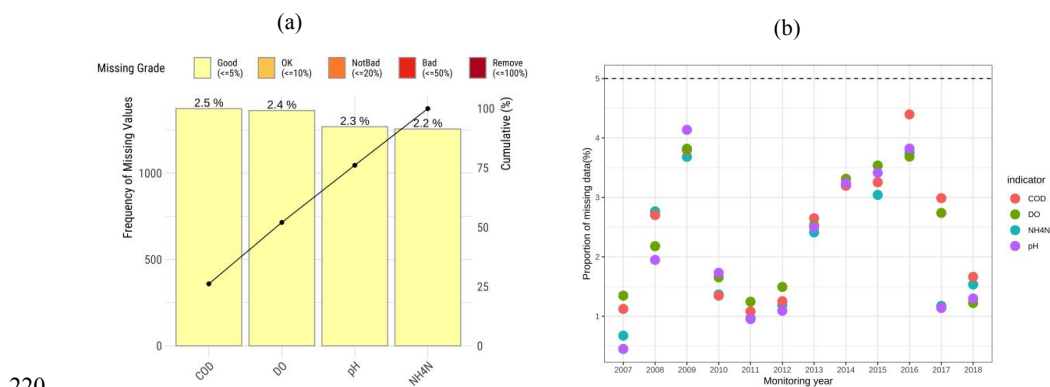 (a)
(b)
Missing Grade
Good
(<=5%)
OK
(<=10%)
NotBad
(<=20%)
Bad
(<=50%)
Remove
(<=100%)
2.5 %
2.4 %
2.3 %
2.2 %
Frequency of Missing Values
1000
500
0
Cumulative (%)
100
75
50
25
0
COD
DO
pH
NH4N
Proportion of missing data(%)
5
4
3
2
1
2007 2008 2009 2010 2011 2012 2013 2014 2015 2016 2017 2018
Monitoring year
indicator
COD
DO
NH4N
pH
220